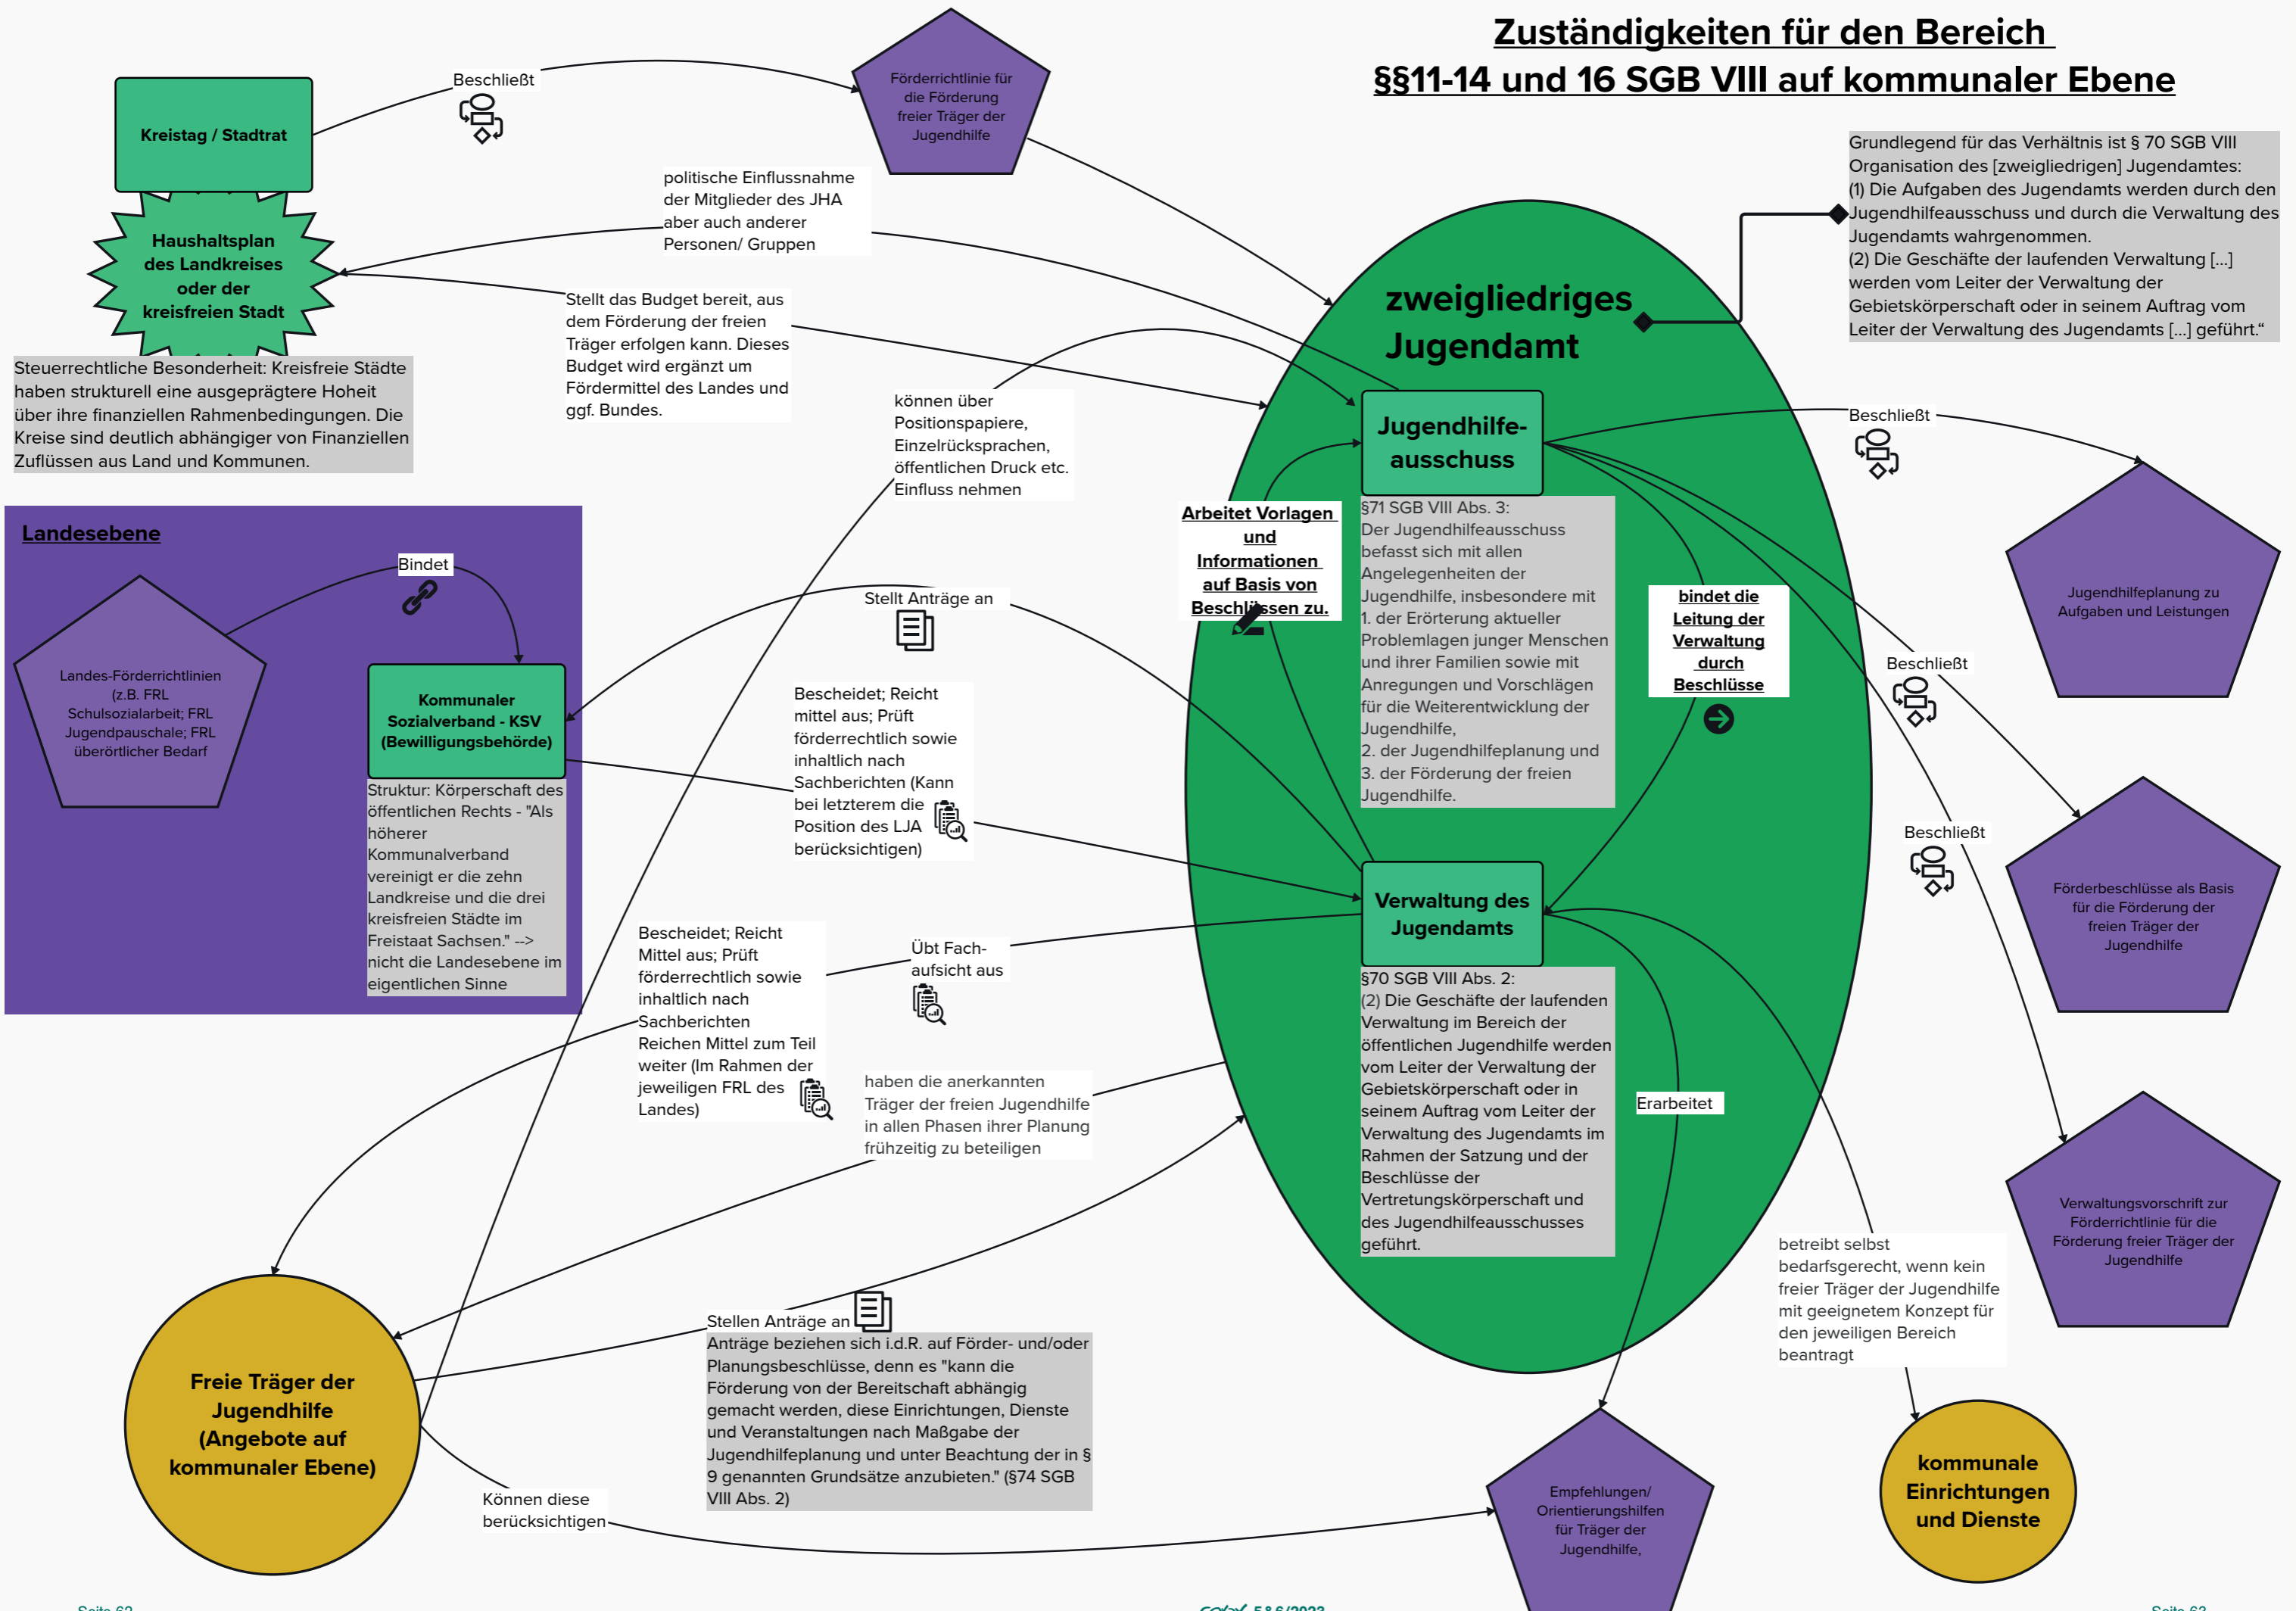 Zuständigkeiten für den Bereich
§§11-14 und 16 SGB VIII auf kommunaler Ebene
Kreistag / Stadtrat
Beschließt
Förderrichtlinie für
die Förderung
freier Träger der
Jugendhilfe
Haushaltsplan
des Landkreises
oder der
kreisfreien Stadt
Steuerrechtliche Besonderheit: Kreisfreie Städte
haben strukturell eine ausgeprägtere Hoheit
über ihre finanziellen Rahmenbedingungen. Die
Kreise sind deutlich abhängiger von Finanziellen
Zuflüssen aus Land und Kommunen.
politische Einflussnahme
der Mitglieder des JHA
aber auch anderer
Personen/ Gruppen
Stellt das Budget bereit, aus
dem Förderung der freien
Träger erfolgen kann. Dieses
Budget wird ergänzt um
Fördermittel des Landes und
ggf. Bundes.
können über
Positionspapiere,
Einzelrücksprachen,
öffentlichen Druck etc.
Einfluss nehmen
Grundlegend für das Verhältnis ist § 70 SGB VIII
Organisation des [zweigliedrigen] Jugendamtes:
(1) Die Aufgaben des Jugendamts werden durch den
Jugendhilfeausschuss und durch die Verwaltung des
Jugendamts wahrgenommen.
(2) Die Geschäfte der laufenden Verwaltung [...]
werden vom Leiter der Verwaltung der
Gebietskörperschaft oder in seinem Auftrag vom
Leiter der Verwaltung des Jugendamts [...] geführt.“
zweigliedriges
Jugendamt
Jugendhilfe-
ausschuss
§71 SGB VIII Abs. 3:
Der Jugendhilfeausschuss
befasst sich mit allen
Angelegenheiten der
Jugendhilfe, insbesondere mit
1. der Erörterung aktueller
Problemlagen junger Menschen
und ihrer Familien sowie mit
Anregungen und Vorschlägen
für die Weiterentwicklung der
Jugendhilfe,
2. der Jugendhilfeplanung und
3. der Förderung der freien
Jugendhilfe.
Arbeitet Vorlagen
und
Informationen
auf Basis von
Beschlüssen zu.
bindet die
Leitung der
Verwaltung
durch
Beschlüsse
Beschließt
Jugendhilfeplanung zu
Aufgaben und Leistungen
Beschließt
Förderbeschlüsse als Basis
für die Förderung der
freien Träger der
Jugendhilfe
Beschließt
Verwaltungsvorschrift zur
Förderrichtlinie für die
Förderung freier Träger der
Jugendhilfe
Landesebene
Bindet
Landes-Förderrichtlinien
(z.B. FRL
Schulsozialarbeit; FRL
Jugendpauschale; FRL
überörtlicher Bedarf
Kommunaler
Sozialverband - KSV
(Bewilligungsbehörde)
Struktur: Körperschaft des
öffentlichen Rechts - "Als
höherer
Kommunalverband
vereinigt er die zehn
Landkreise und die drei
kreisfreien Städte im
Freistaat Sachsen." -->
nicht die Landesebene im
eigentlichen Sinne
Stellt Anträge an
Bescheidet; Reicht
mittel aus; Prüft
förderrechtlich sowie
inhaltlich nach
Sachberichten (Kann
bei letzterem die
Position des LJA
berücksichtigen)
Verwaltung des
Jugendamts
§70 SGB VIII Abs. 2:
(2) Die Geschäfte der laufenden
Verwaltung im Bereich der
öffentlichen Jugendhilfe werden
vom Leiter der Verwaltung der
Gebietskörperschaft oder in
seinem Auftrag vom Leiter der
Verwaltung des Jugendamts im
Rahmen der Satzung und der
Beschlüsse der
Vertretungskörperschaft und
des Jugendhilfeausschusses
geführt.
Bescheidet; Reicht
Mittel aus; Prüft
förderrechtlich sowie
inhaltlich nach
Sachberichten
Reichen Mittel zum Teil
weiter (Im Rahmen der
jeweiligen FRL des
Landes)
Übt Fach-
aufsicht aus
haben die anerkannten
Träger der freien Jugendhilfe
in allen Phasen ihrer Planung
frühzeitig zu beteiligen
Erarbeitet
betreibt selbst
bedarfsgerecht, wenn kein
freier Träger der Jugendhilfe
mit geeignetem Konzept für
den jeweiligen Bereich
beantragt
Stellen Anträge an
Anträge beziehen sich i.d.R. auf Förder- und/oder
Planungsbeschlüsse, denn es "kann die
Förderung von der Bereitschaft abhängig
gemacht werden, diese Einrichtungen, Dienste
und Veranstaltungen nach Maßgabe der
Jugendhilfeplanung und unter Beachtung der in §
9 genannten Grundsätze anzubieten." (§74 SGB
VIII Abs. 2)
Freie Träger der
Jugendhilfe
(Angebote auf
kommunaler Ebene)
Können diese
berücksichtigen
Empfehlungen/
Orientierungshilfen
für Träger der
Jugendhilfe,
kommunale
Einrichtungen
und Dienste
Seite 62
5&6/2023
Seite 63